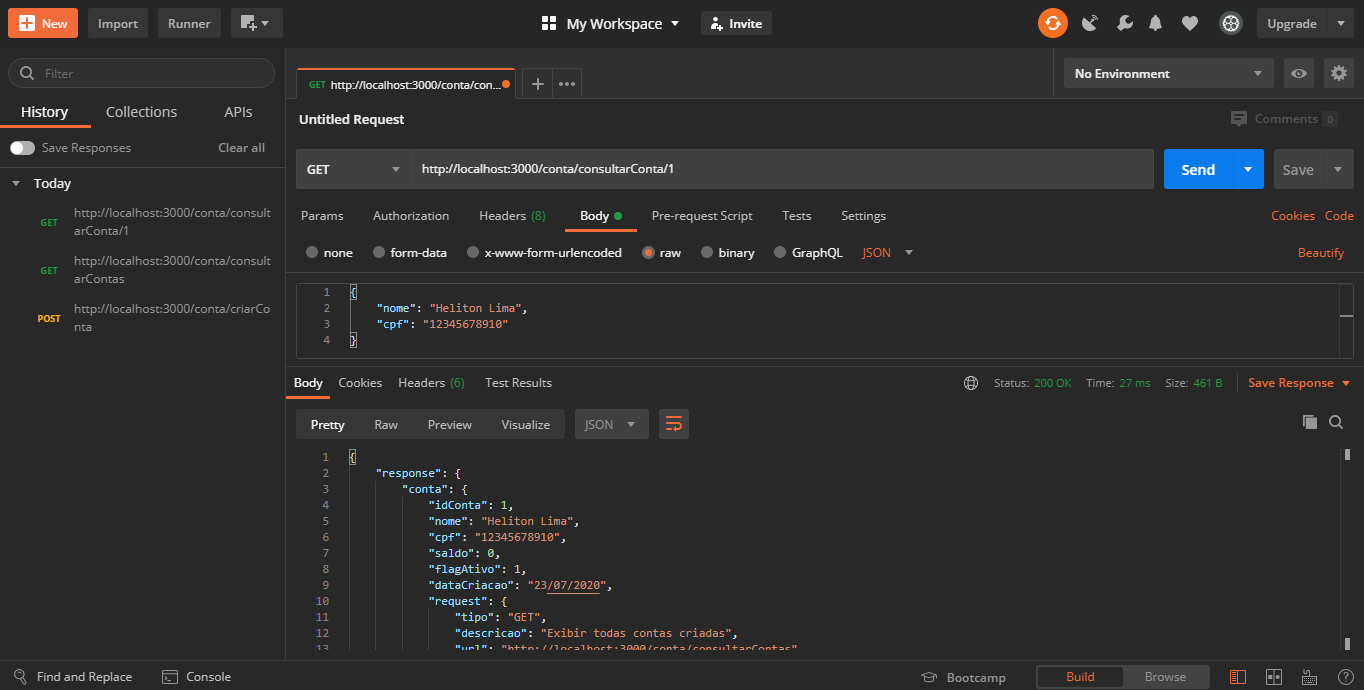 New Import Runner My Workspace Invite Upgrade
Filter
History Collections APIs
Save Responses Clear all
Today
GET http://localhost:3000/conta/consult
arConta/1
GET http://localhost:3000/conta/consult
arContas
POST http://localhost:3000/conta/criarCo
nta
GET http://localhost:3000/conta/con...
No Environment
Untitled Request Comments 0
GET http://localhost:3000/conta/consultarConta/1 Send Save
Params Authorization Headers (8) Body Pre-request Script Tests Settings Cookies Code
none form-data x-www-form-urlencoded raw binary GraphQL JSON Beautify
1 {
2 "nome": "Heliton Lima",
3 "cpf": "12345678910"
4 }
Body Cookies Headers (6) Test Results Status: 200 OK Time: 27 ms Size: 461 B Save Response
Pretty Raw Preview Visualize JSON
1 {
2 "response": {
3 "conta": {
4 "idConta": 1,
5 "nome": "Heliton Lima",
6 "cpf": "12345678910",
7 "saldo": 0,
8 "flagAtivo": 1,
9 "dataCriacao": "23/07/2020",
10 "request": {
11 "tipo": "GET",
12 "descricao": "Exibir todas contas criadas",
13 "url": "http://localhost:3000/conta/consultarContas"
Find and Replace Console Bootcamp Build Browse